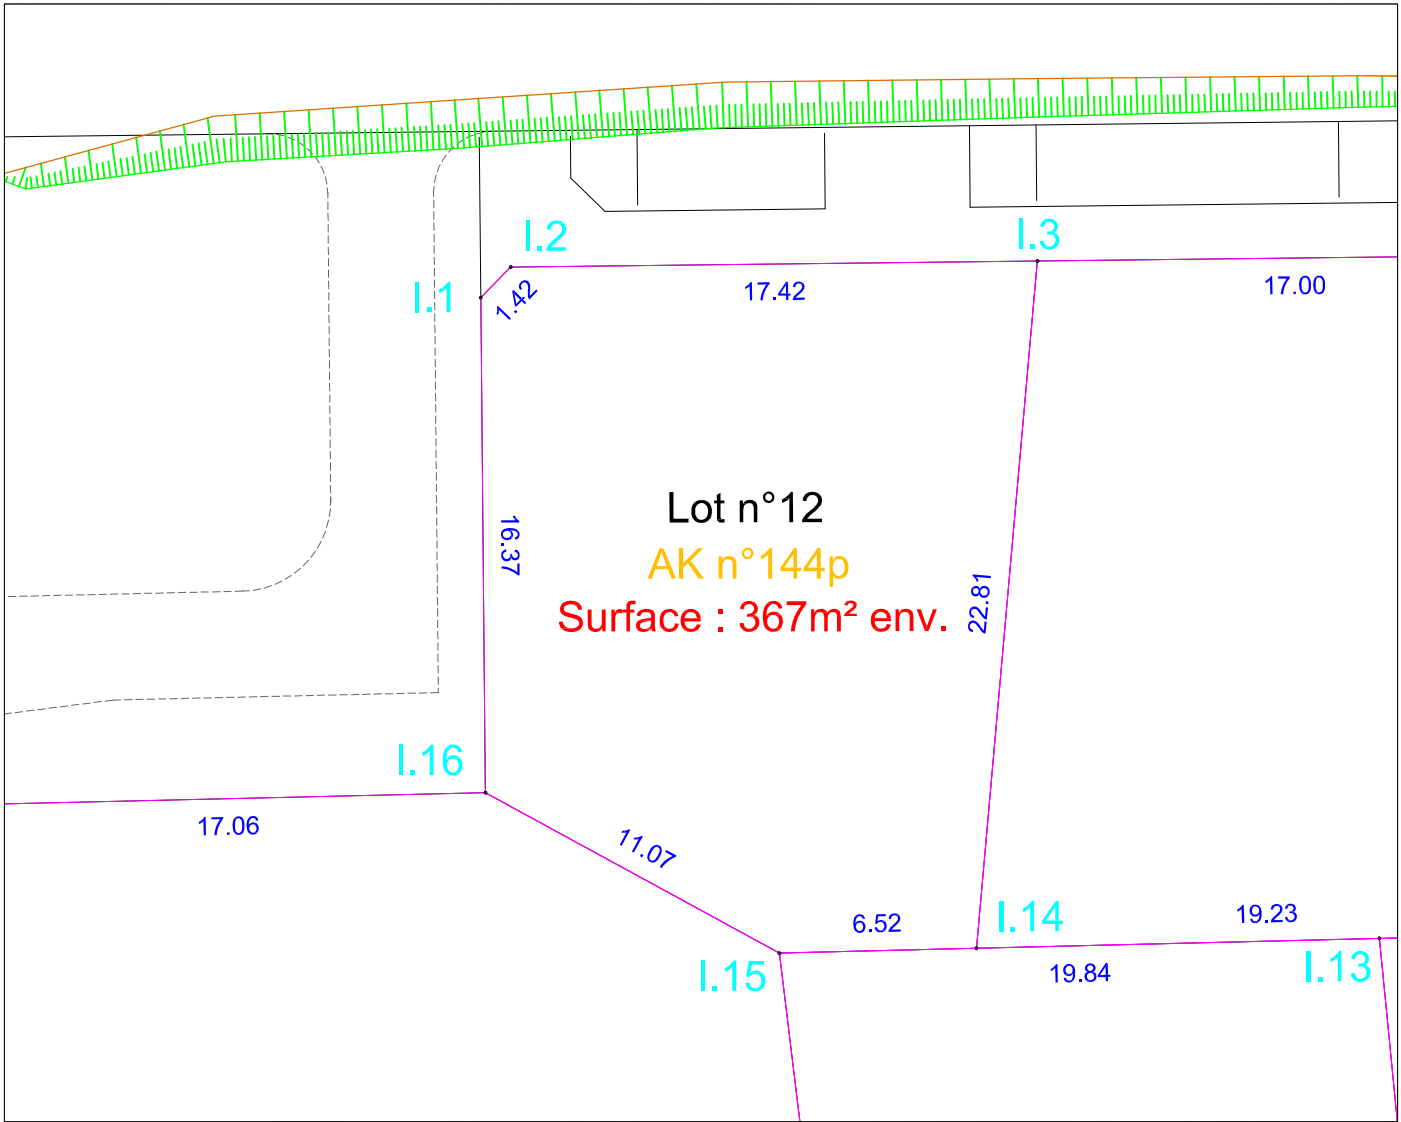 I.2
I.3
I.1
1.42
17.42
17.00
Lot n°12
16.37
AK n°144p
22.81
Surface : 367m² env.
I.16
17.06
11.07
6.52
I.14
19.23
I.15
19.84
I.13